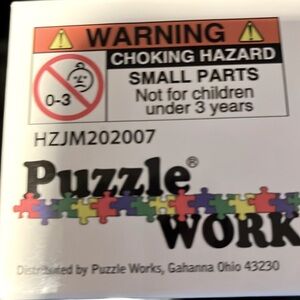 WARNING
CHOKING HAZARD
SMALL PARTS
0-3
Not for children
under 3 years
HZJM202007
Puzzle®
WORK
Distributed by Puzzle Works, Gahanna Ohio 43230